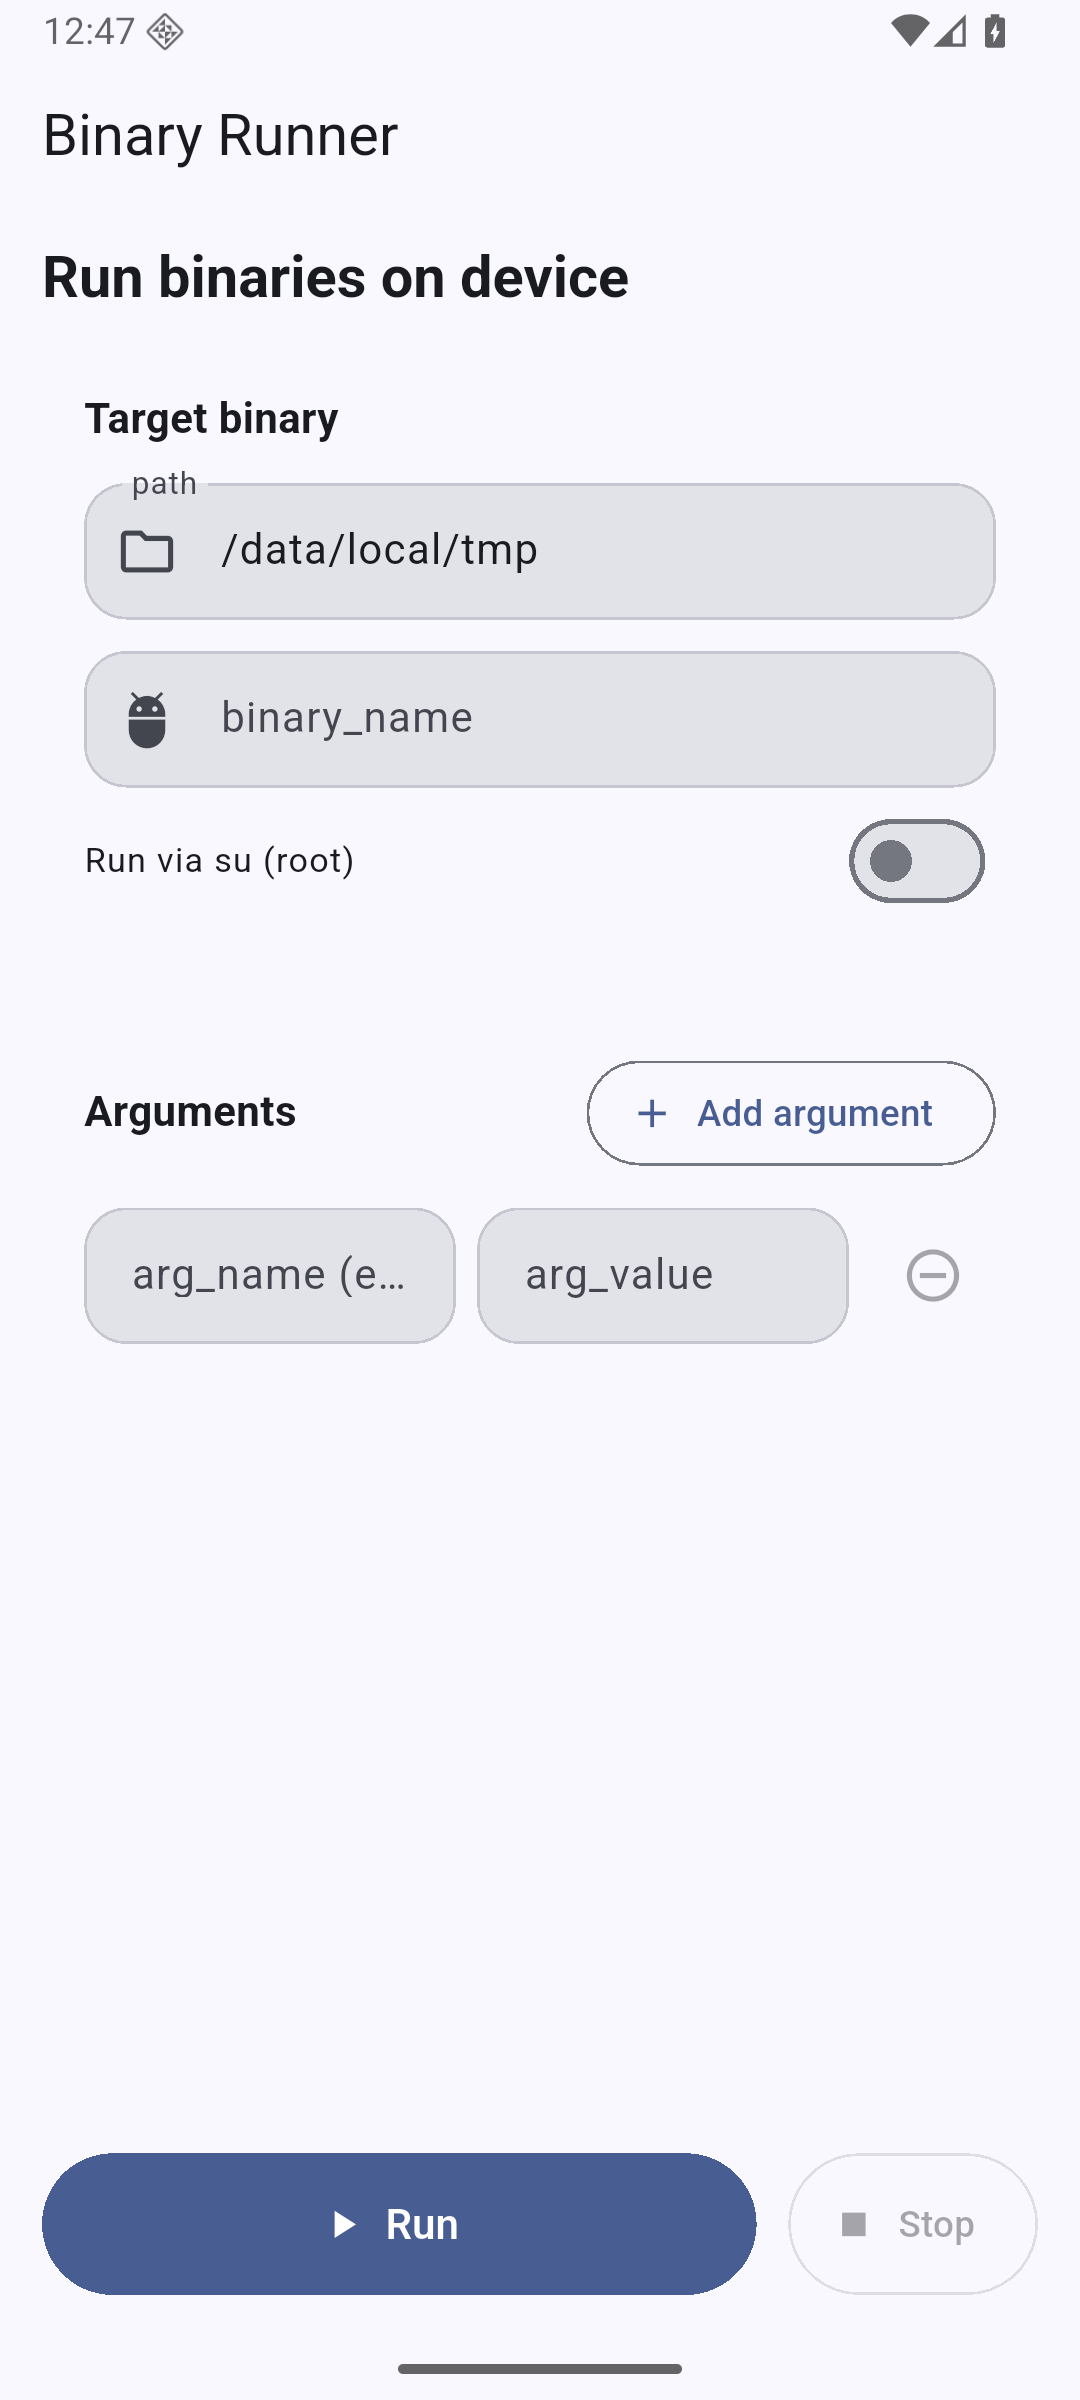 12:47
Binary Runner
Run binaries on device
Target binary
path
/data/local/tmp
binary_name
Run via su (root)
Arguments
Add argument
arg_name (e…
arg_value
Run
Stop